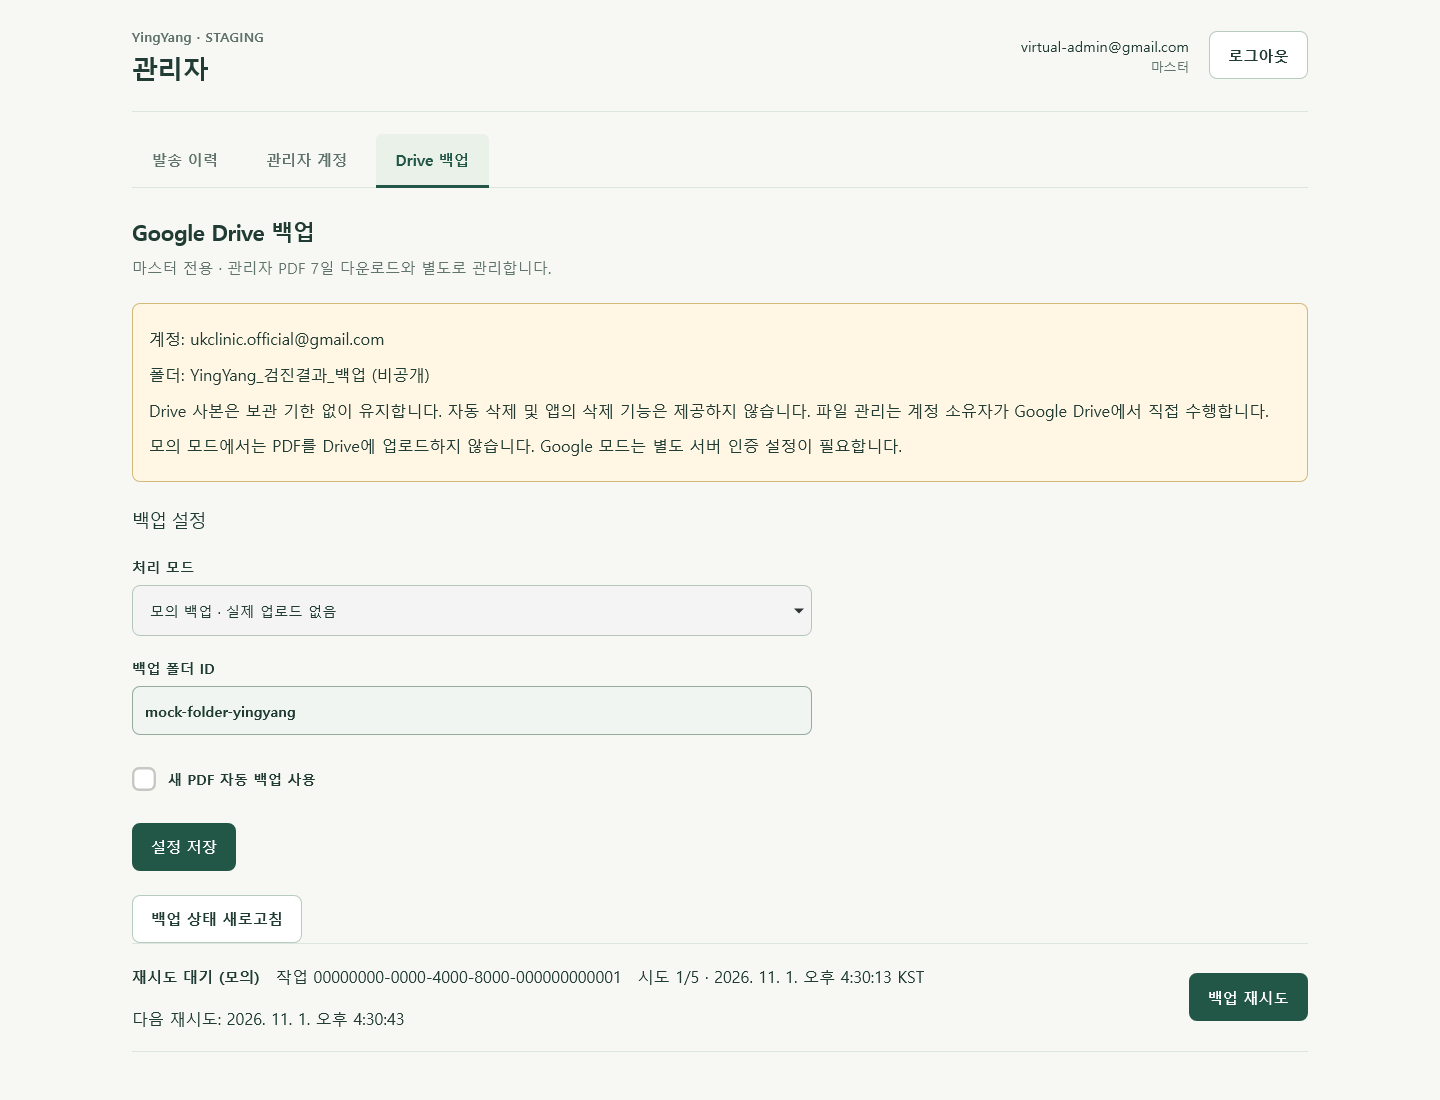 YingYang · STAGING
관리자
virtual-admin@gmail.com
마스터
로그아웃
발송 이력
관리자 계정
Drive 백업
Google Drive 백업
마스터 전용 · 관리자 PDF 7일 다운로드와 별도로 관리합니다.
계정: ukclinic.official@gmail.com
폴더: YingYang_검진결과_백업 (비공개)
Drive 사본은 보관 기한 없이 유지합니다. 자동 삭제 및 앱의 삭제 기능은 제공하지 않습니다. 파일 관리는 계정 소유자가 Google Drive에서 직접 수행합니다.
모의 모드에서는 PDF를 Drive에 업로드하지 않습니다. Google 모드는 별도 서버 인증 설정이 필요합니다.
백업 설정
처리 모드
모의 백업 · 실제 업로드 없음
백업 폴더 ID
mock-folder-yingyang
새 PDF 자동 백업 사용
설정 저장
백업 상태 새로고침
재시도 대기 (모의) 작업 00000000-0000-4000-8000-000000000001 시도 1/5 · 2026. 11. 1. 오후 4:30:13 KST
다음 재시도: 2026. 11. 1. 오후 4:30:43
백업 재시도